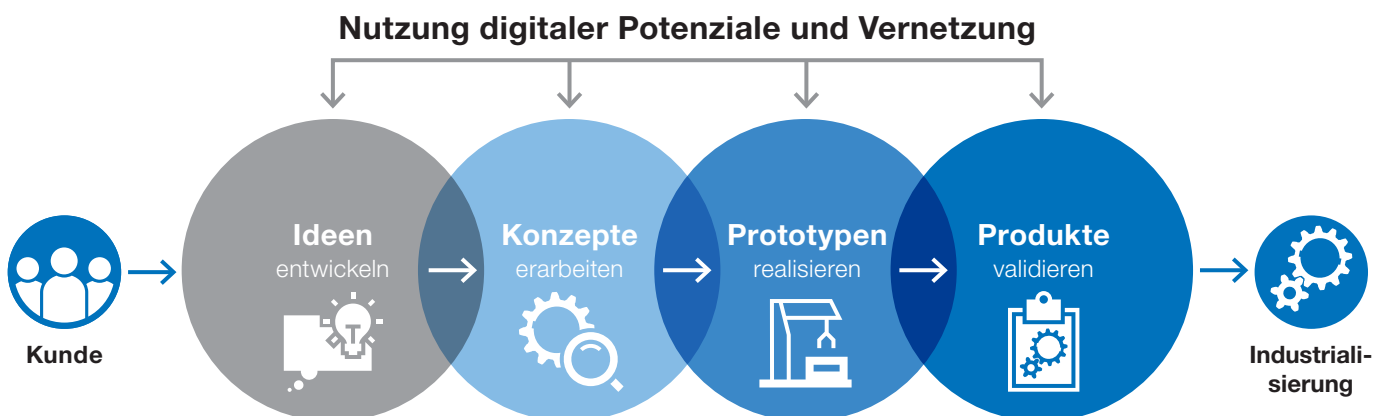 Nutzung digitaler Potenziale und Vernetzung
Kunde
Ideen
entwickeln
Konzepte
erarbeiten
Prototypen
realisieren
Produkte
validieren
Industriali-
sierung